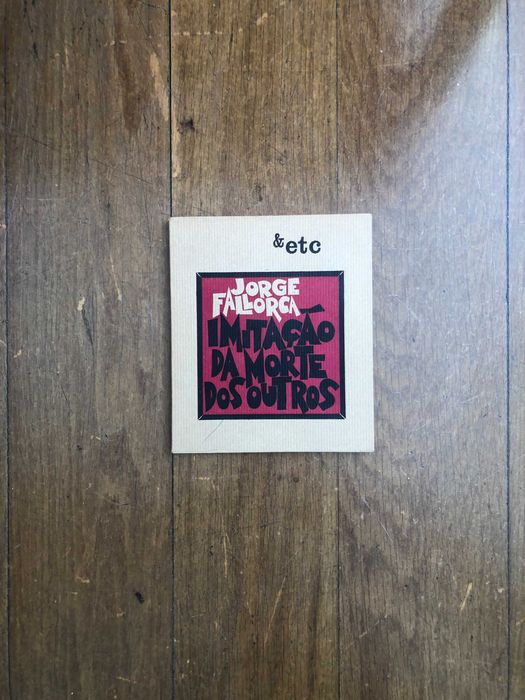 &etc
JORGE
FALLORCA
IMITAÇÃO
DA MORTE
DOS OUTROS